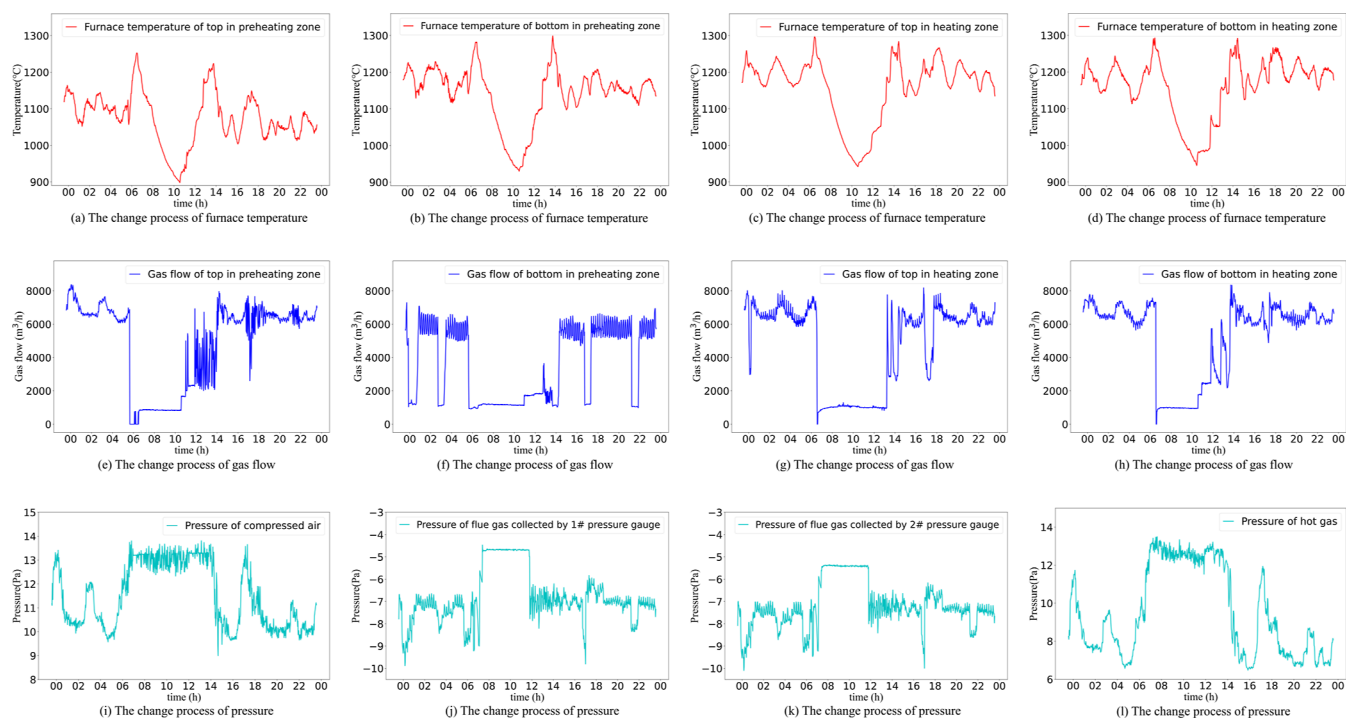 Furnace temperature of top in preheating zone
Temperature(°C)
1300
1200
1100
1000
900
00 02 04 06 08 10 12 14 16 18 20 22 00
time (h)
(a) The change process of furnace temperature
Furnace temperature of bottom in preheating zone
Temperature(°C)
1300
1200
1100
1000
900
00 02 04 06 08 10 12 14 16 18 20 22 00
time (h)
(b) The change process of furnace temperature
Furnace temperature of top in heating zone
Temperature(°C)
1300
1200
1100
1000
900
00 02 04 06 08 10 12 14 16 18 20 22 00
time (h)
(c) The change process of furnace temperature
Furnace temperature of bottom in heating zone
Temperature(°C)
1300
1200
1100
1000
900
00 02 04 06 08 10 12 14 16 18 20 22 00
time (h)
(d) The change process of furnace temperature
Gas flow of top in preheating zone
Gas flow (m³/h)
8000
6000
4000
2000
0
00 02 04 06 08 10 12 14 16 18 20 22 00
time (h)
(e) The change process of gas flow
Gas flow of bottom in preheating zone
Gas flow (m³/h)
8000
6000
4000
2000
0
00 02 04 06 08 10 12 14 16 18 20 22 00
time (h)
(f) The change process of gas flow
Gas flow of top in heating zone
Gas flow (m³/h)
8000
6000
4000
2000
0
00 02 04 06 08 10 12 14 16 18 20 22 00
time (h)
(g) The change process of gas flow
Gas flow of bottom in heating zone
Gas flow (m³/h)
8000
6000
4000
2000
0
00 02 04 06 08 10 12 14 16 18 20 22 00
time (h)
(h) The change process of gas flow
Pressure of compressed air
Pressure(Pa)
15
14
13
12
11
10
9
8
00 02 04 06 08 10 12 14 16 18 20 22 00
time (h)
(i) The change process of pressure
Pressure of flue gas collected by 1# pressure gauge
Pressure(Pa)
−3
−4
−5
−6
−7
−8
−9
−10
00 02 04 06 08 10 12 14 16 18 20 22 00
time (h)
(j) The change process of pressure
Pressure of flue gas collected by 2# pressure gauge
Pressure(Pa)
−3
−4
−5
−6
−7
−8
−9
−10
00 02 04 06 08 10 12 14 16 18 20 22 00
time (h)
(k) The change process of pressure
Pressure of hot gas
Pressure(Pa)
14
12
10
8
6
00 02 04 06 08 10 12 14 16 18 20 22 00
time (h)
(l) The change process of pressure